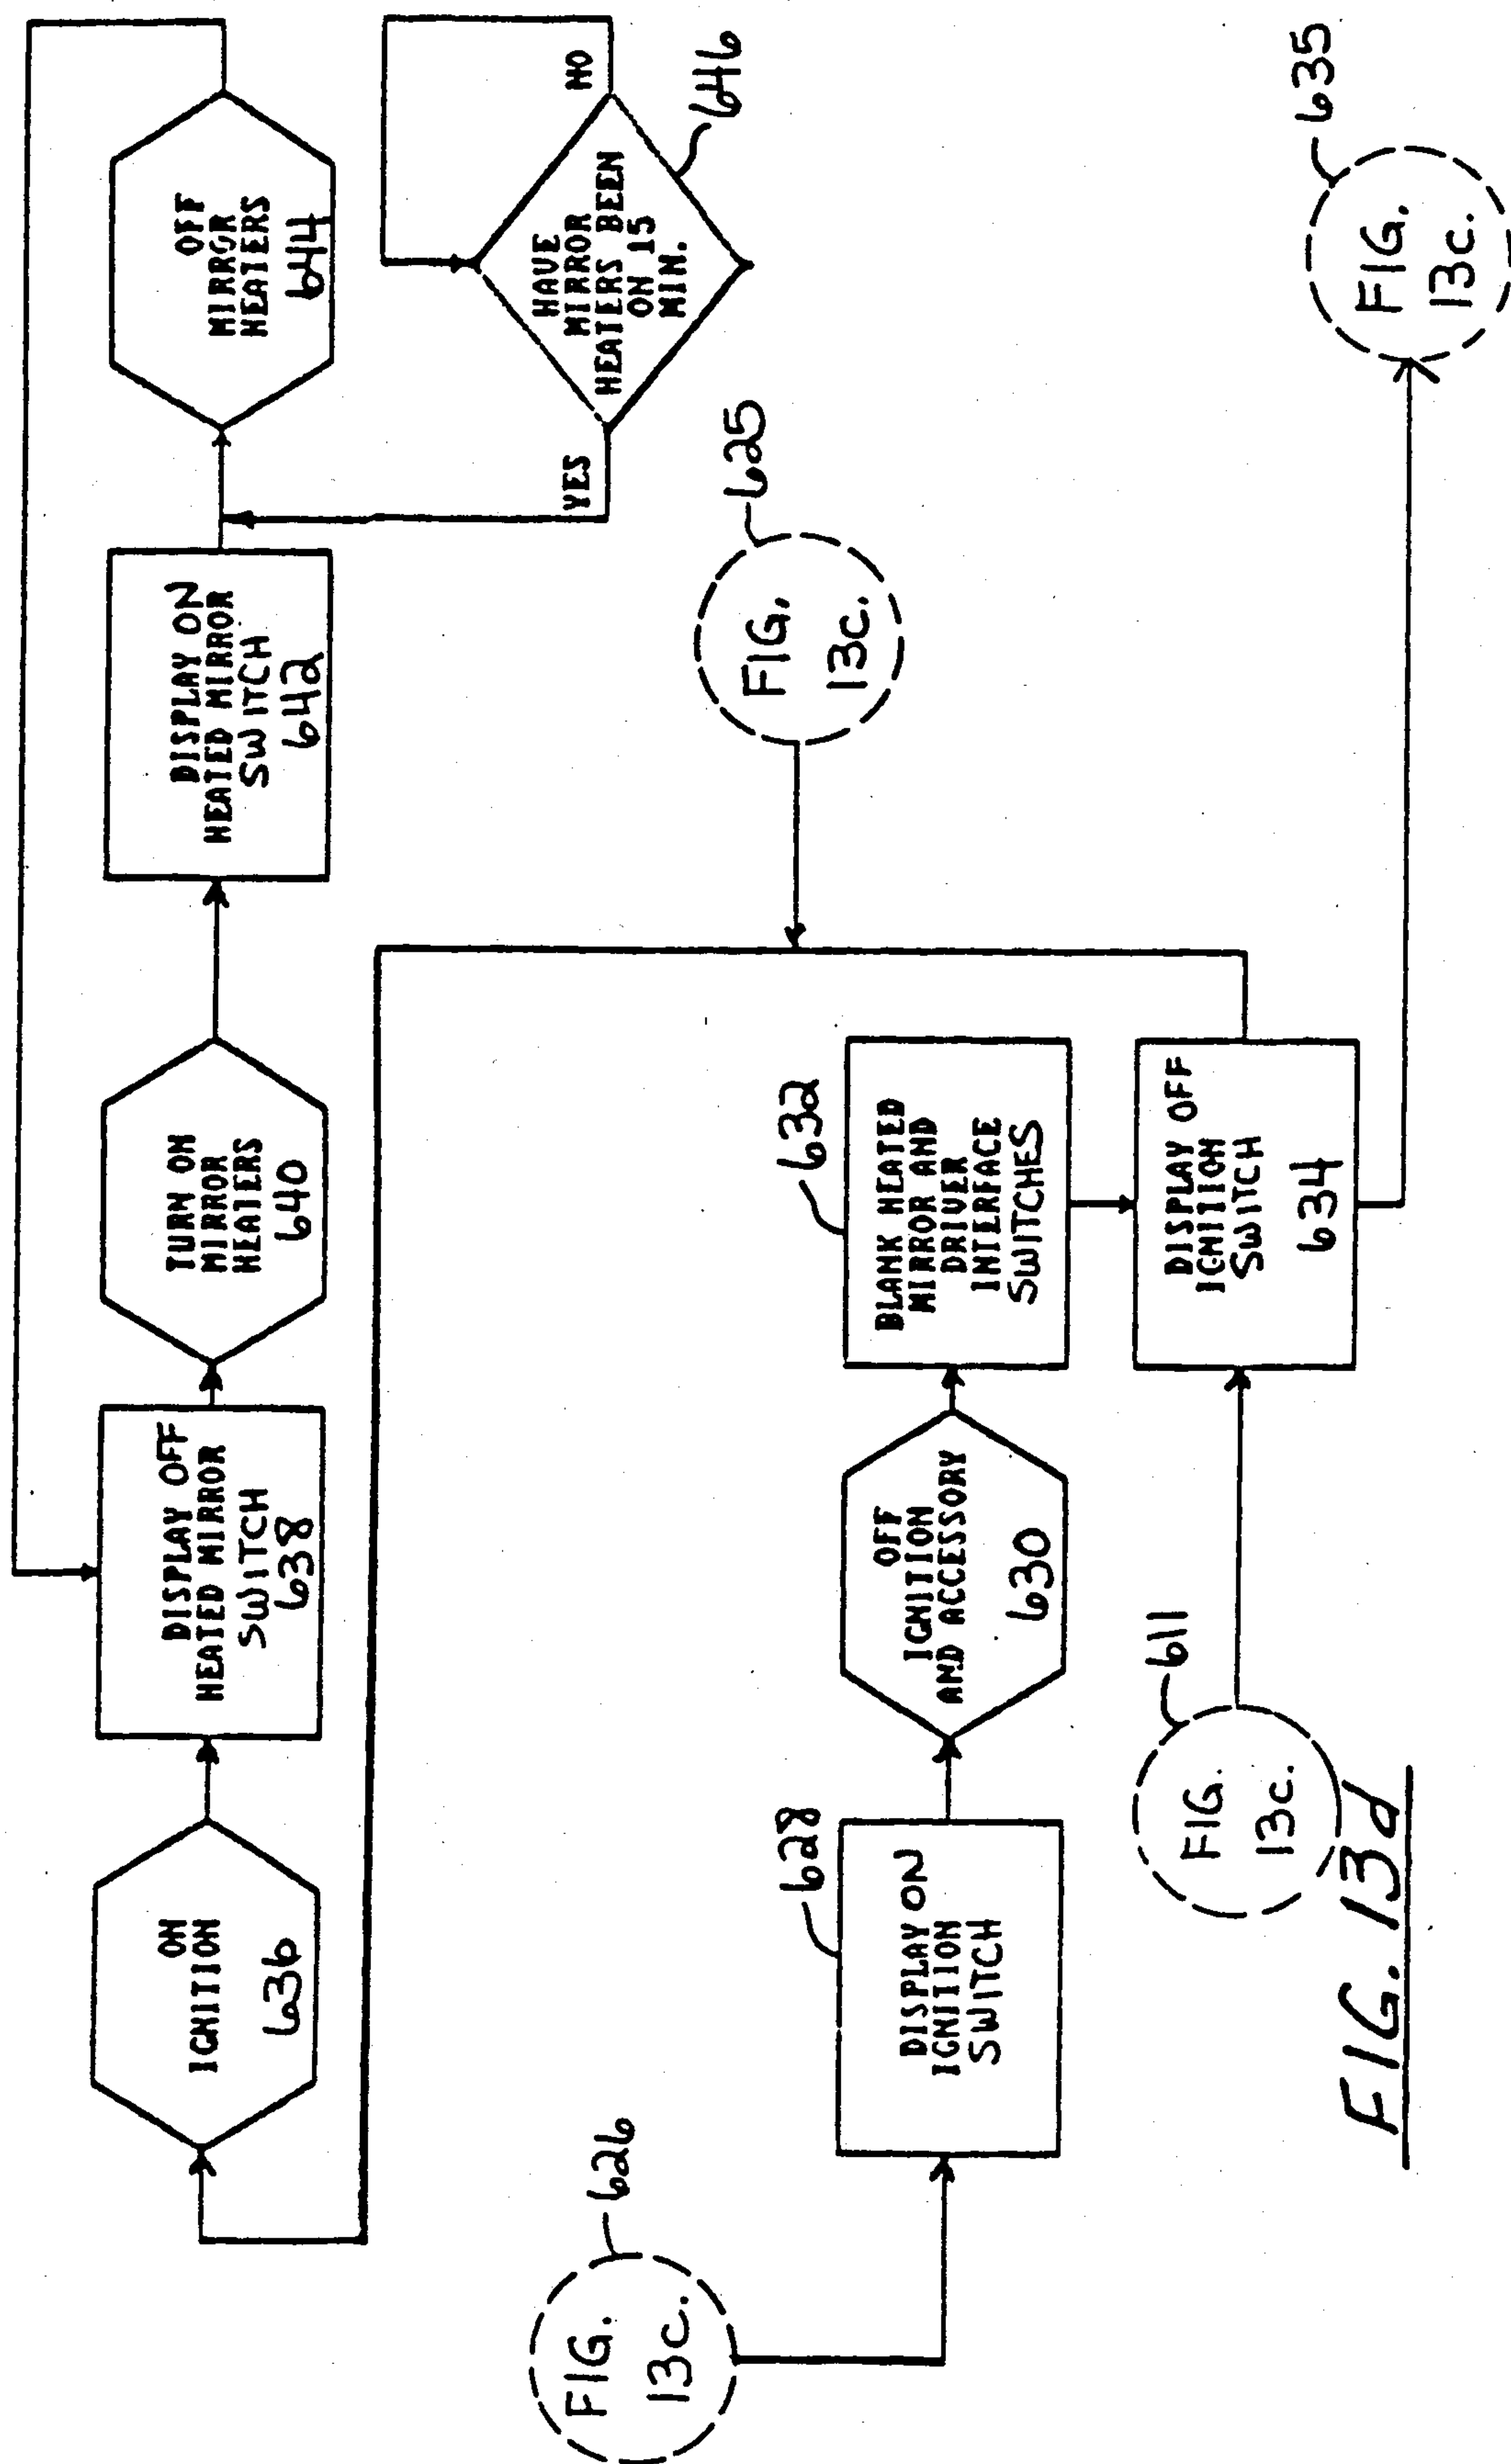 ON
IGNITION
636
DISPLAY OFF
HEATED MIRROR
SWITCH
638
TURN ON
MIRROR
HEATERS
640
DISPLAY ON
HEATED MIRROR
SWITCH
642
OFF
MIRROR
HEATERS
644
YES
HAVE
MIRROR
HEATERS BEEN
ON 15
MIN.
NO
646
FIG.
13c.
625
FIG.
13c.
626
DISPLAY ON
IGNITION
SWITCH
628
OFF
IGNITION
AND ACCESSORY
630
BLANK HEATED
MIRROR AND
DRIVER
INTERFACE
SWITCHES
632
FIG.
13c.
611
DISPLAY OFF
IGNITION
SWITCH
634
FIG.
13c.
635
FIG. 13d